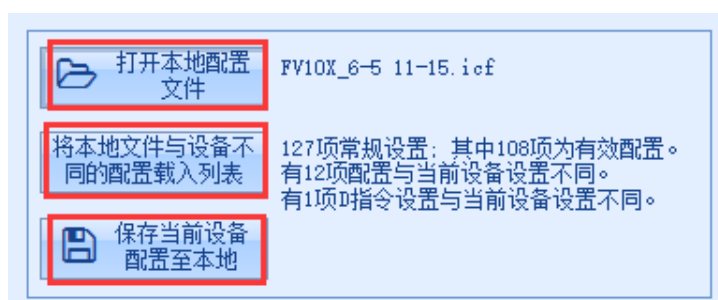 打开本地配置
文件
FV10X_6-5 11-15.icf
将本地文件与设备不
同的配置载入列表
127项常规设置；其中108项为有效配置。
有12项配置与当前设备设置不同。
有1项D指令设置与当前设备设置不同。
保存当前设备
配置至本地